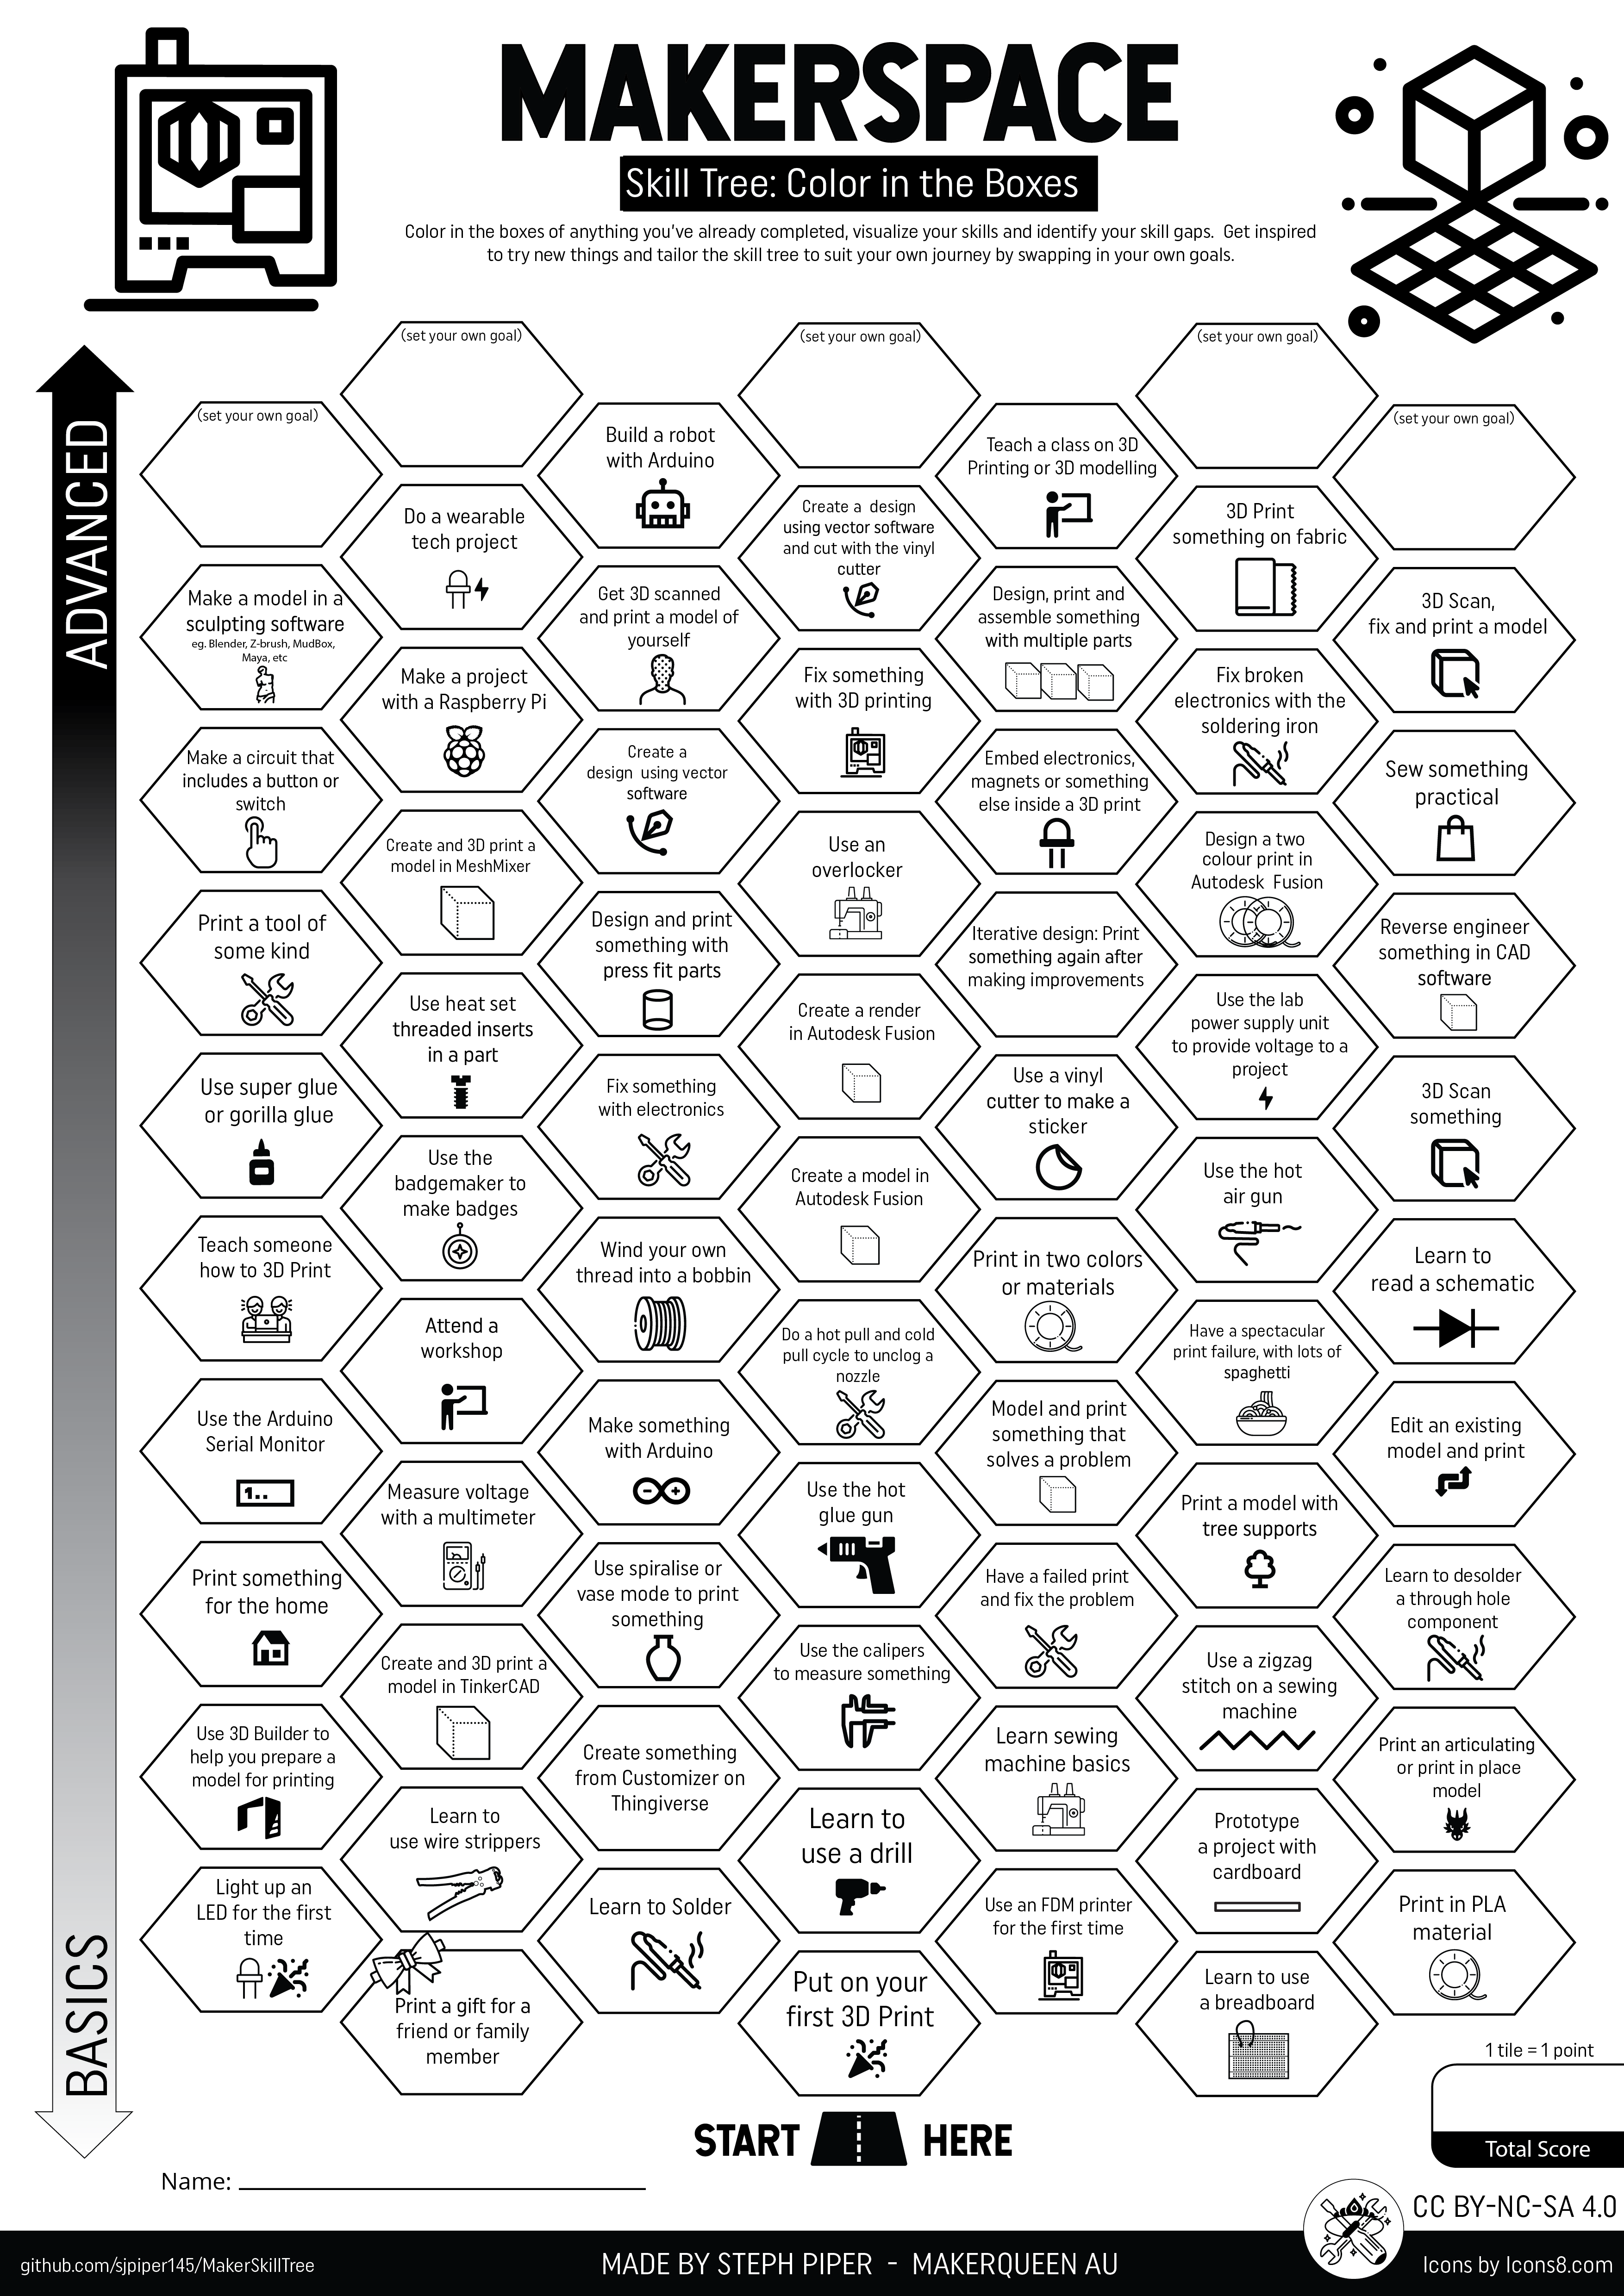 MAKERSPACE
Skill Tree: Color in the Boxes
Color in the boxes of anything you've already completed, visualize your skills and identify your skill gaps. Get inspired
to try new things and tailor the skill tree to suit your own journey by swapping in your own goals.
ADVANCED
BASICS
(set your own goal)
(set your own goal)
(set your own goal)
(set your own goal)
(set your own goal)
Build a robot
with Arduino
Teach a class on 3D
Printing or 3D modelling
Do a wearable
tech project
Create a design
using vector software
and cut with the vinyl
cutter
3D Print
something on fabric
Make a model in a
sculpting software
eg. Blender, Z-brush, MudBox,
Maya, etc
Get 3D scanned
and print a model of
yourself
Design, print and
assemble something
with multiple parts
3D Scan,
fix and print a model
Make a project
with a Raspberry Pi
Fix something
with 3D printing
Fix broken
electronics with the
soldering iron
Make a circuit that
includes a button or
switch
Create a
design using vector
software
Embed electronics,
magnets or something
else inside a 3D print
Sew something
practical
Create and 3D print a
model in MeshMixer
Use an
overlocker
Design a two
colour print in
Autodesk Fusion
Print a tool of
some kind
Design and print
something with
press fit parts
Iterative design: Print
something again after
making improvements
Reverse engineer
something in CAD
software
Use heat set
threaded inserts
in a part
Create a render
in Autodesk Fusion
Use the lab
power supply unit
to provide voltage to a
project
Use super glue
or gorilla glue
Fix something
with electronics
Use a vinyl
cutter to make a
sticker
3D Scan
something
Use the
badgemaker to
make badges
Create a model in
Autodesk Fusion
Use the hot
air gun
Teach someone
how to 3D Print
Wind your own
thread into a bobbin
Print in two colors
or materials
Learn to
read a schematic
Attend a
workshop
Do a hot pull and cold
pull cycle to unclog a
nozzle
Have a spectacular
print failure, with lots of
spaghetti
Use the Arduino
Serial Monitor
1..
Make something
with Arduino
Model and print
something that
solves a problem
Edit an existing
model and print
Measure voltage
with a multimeter
Use the hot
glue gun
Print a model with
tree supports
Print something
for the home
Use spiralise or
vase mode to print
something
Have a failed print
and fix the problem
Learn to desolder
a through hole
component
Create and 3D print a
model in TinkerCAD
Use the calipers
to measure something
Use a zigzag
stitch on a sewing
machine
Use 3D Builder to
help you prepare a
model for printing
Create something
from Customizer on
Thingiverse
Learn sewing
machine basics
Print an articulating
or print in place
model
Learn to
use wire strippers
Learn to
use a drill
Prototype
a project with
cardboard
Light up an
LED for the first
time
Learn to Solder
Use an FDM printer
for the first time
Print in PLA
material
Print a gift for a
friend or family
member
Put on your
first 3D Print
Learn to use
a breadboard
1 tile = 1 point
Total Score
START HERE
Name:
CC BY-NC-SA 4.0
github.com/sjpiper145/MakerSkillTree
MADE BY STEPH PIPER - MAKERQUEEN AU
Icons by Icons8.com